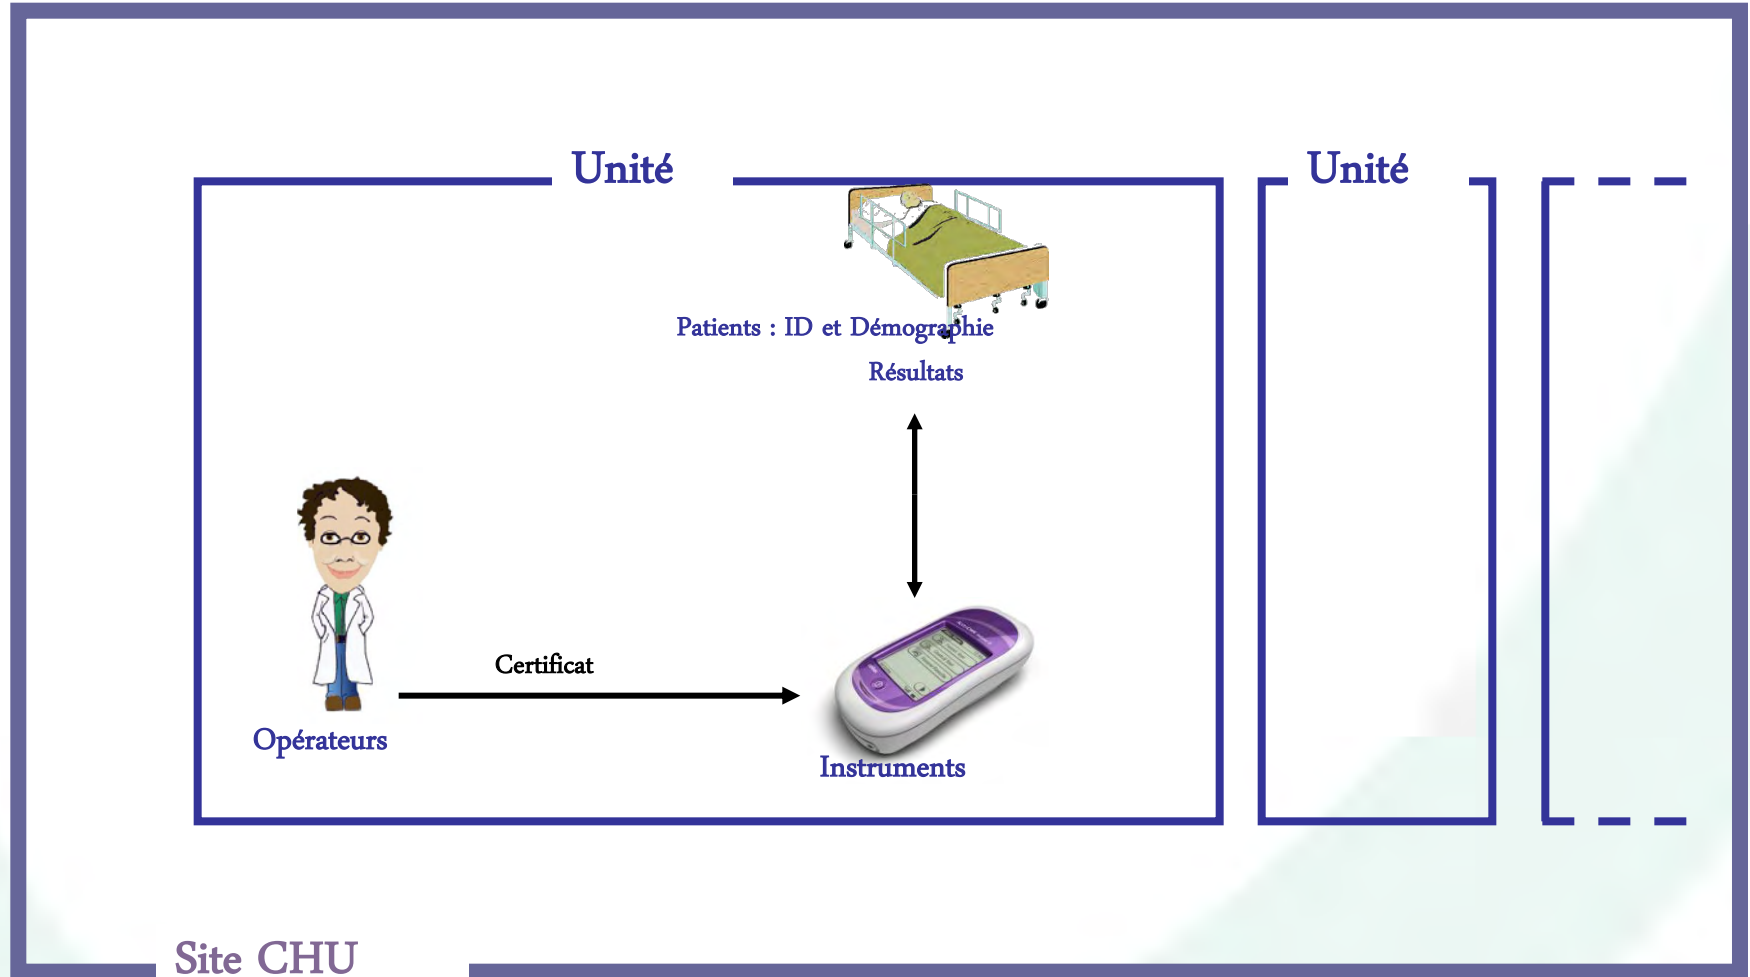 Unité
Unité
Patients : ID et Démographie
Résultats
Certificat
Opérateurs
Instruments
Site CHU